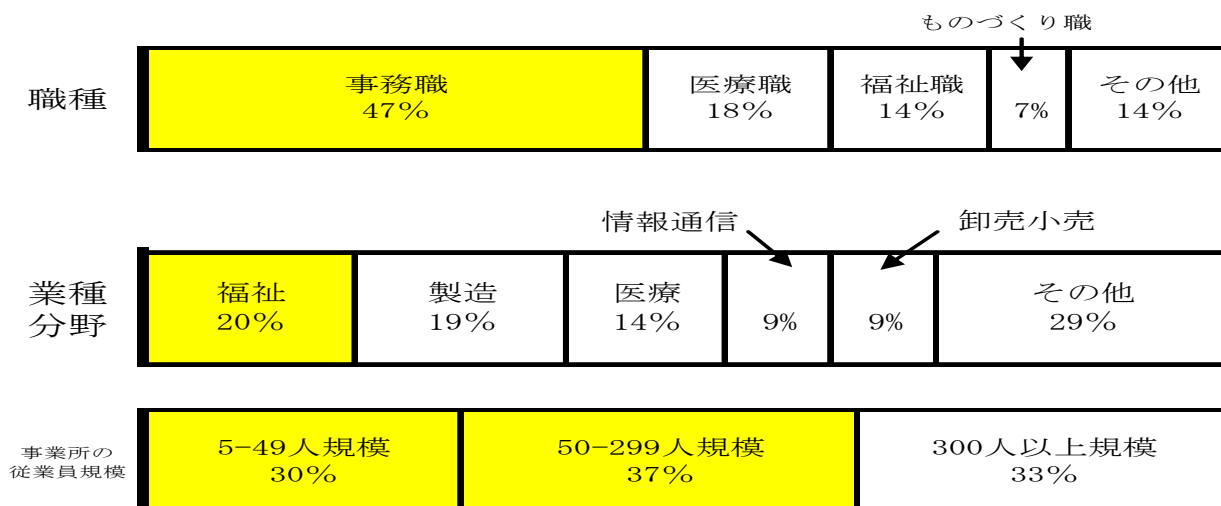 ものづくり職
職種
事務職
47%
医療職
18%
福祉職
14%
7%
その他
14%
情報通信
卸売小売
業種
分野
福祉
20%
製造
19%
医療
14%
9%
9%
その他
29%
事業所の
従業員規模
5-49人規模
30%
50-299人規模
37%
300人以上規模
33%